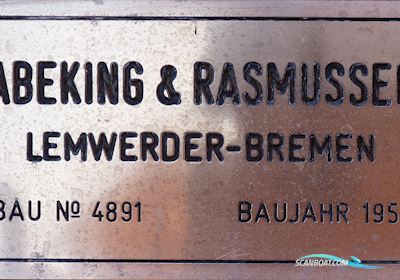 ABEKING & RASMUSSE
LEMWERDER-BREMEN
BAU Nº 4891 BAUJAHR 195
SCANBOAT.COM